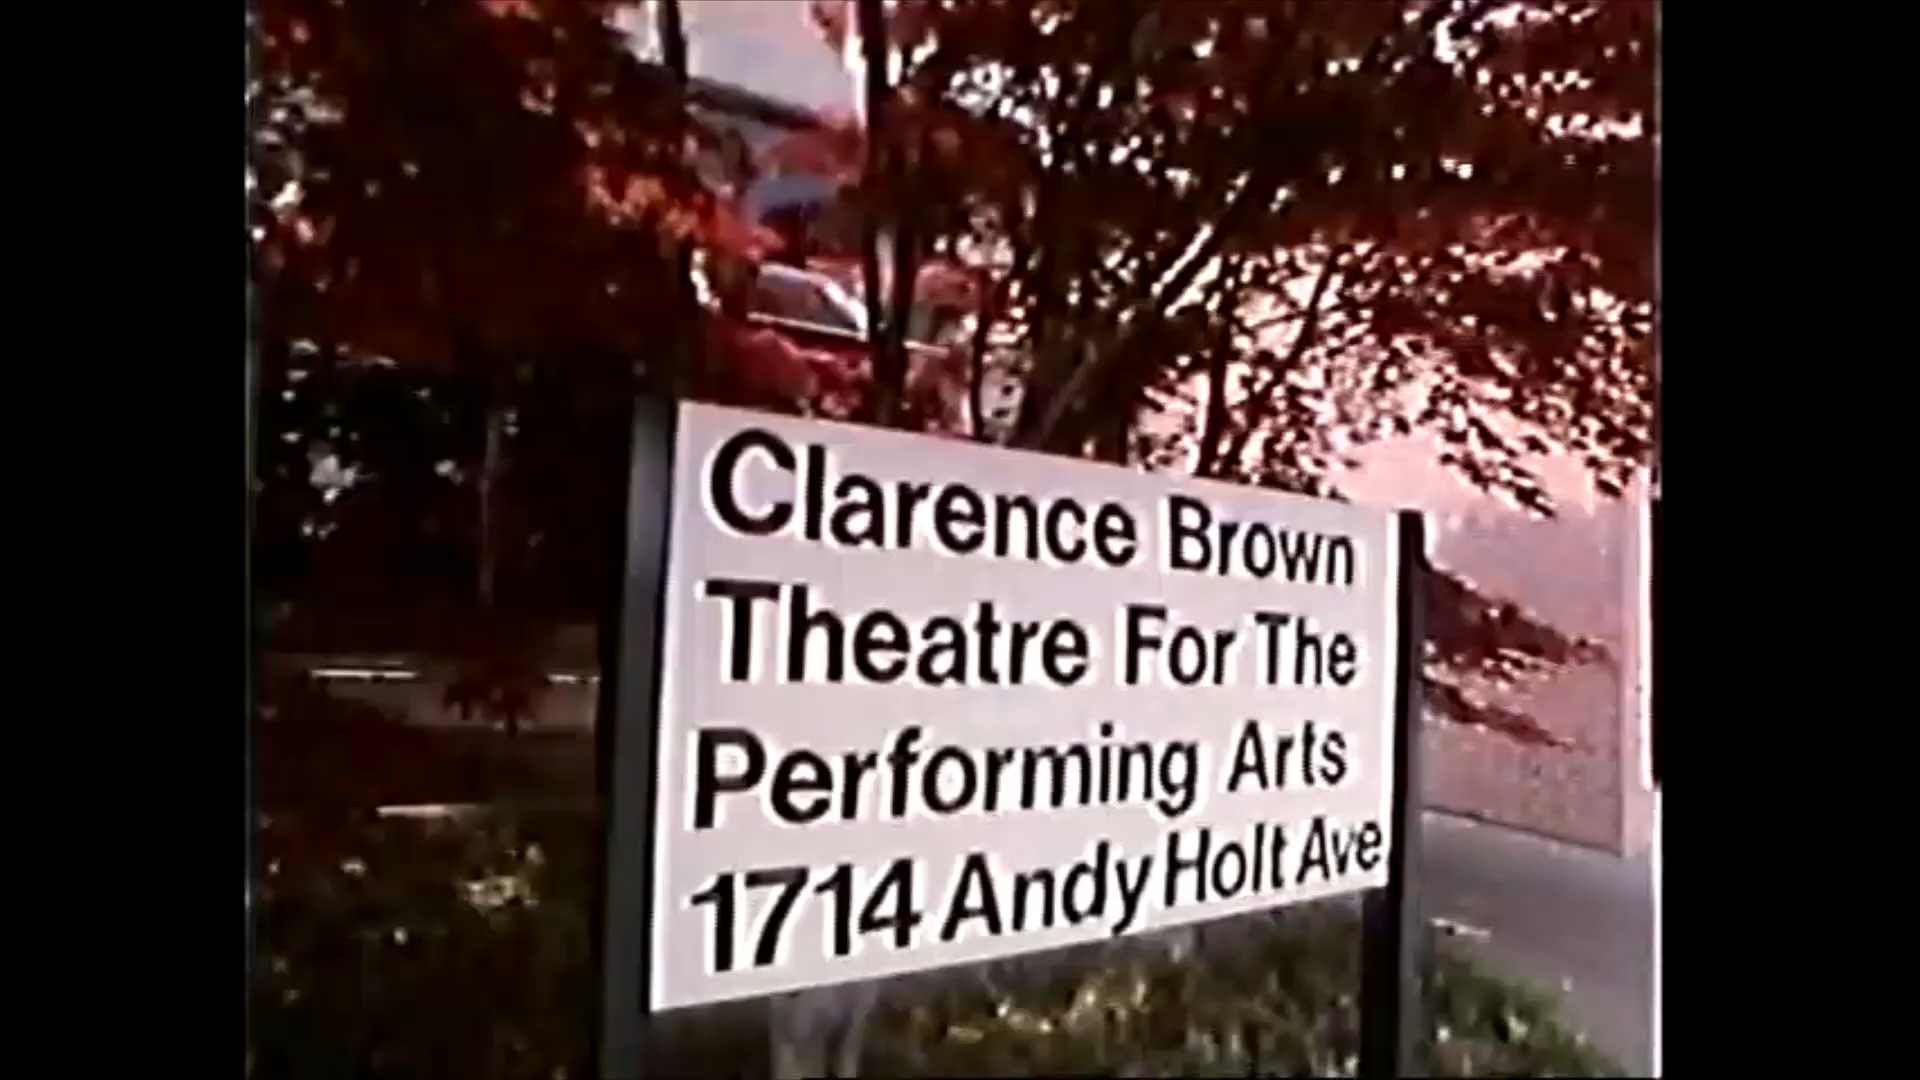 Clarence Brown
Theatre For The
Performing Arts
1714 Andy Holt Ave.